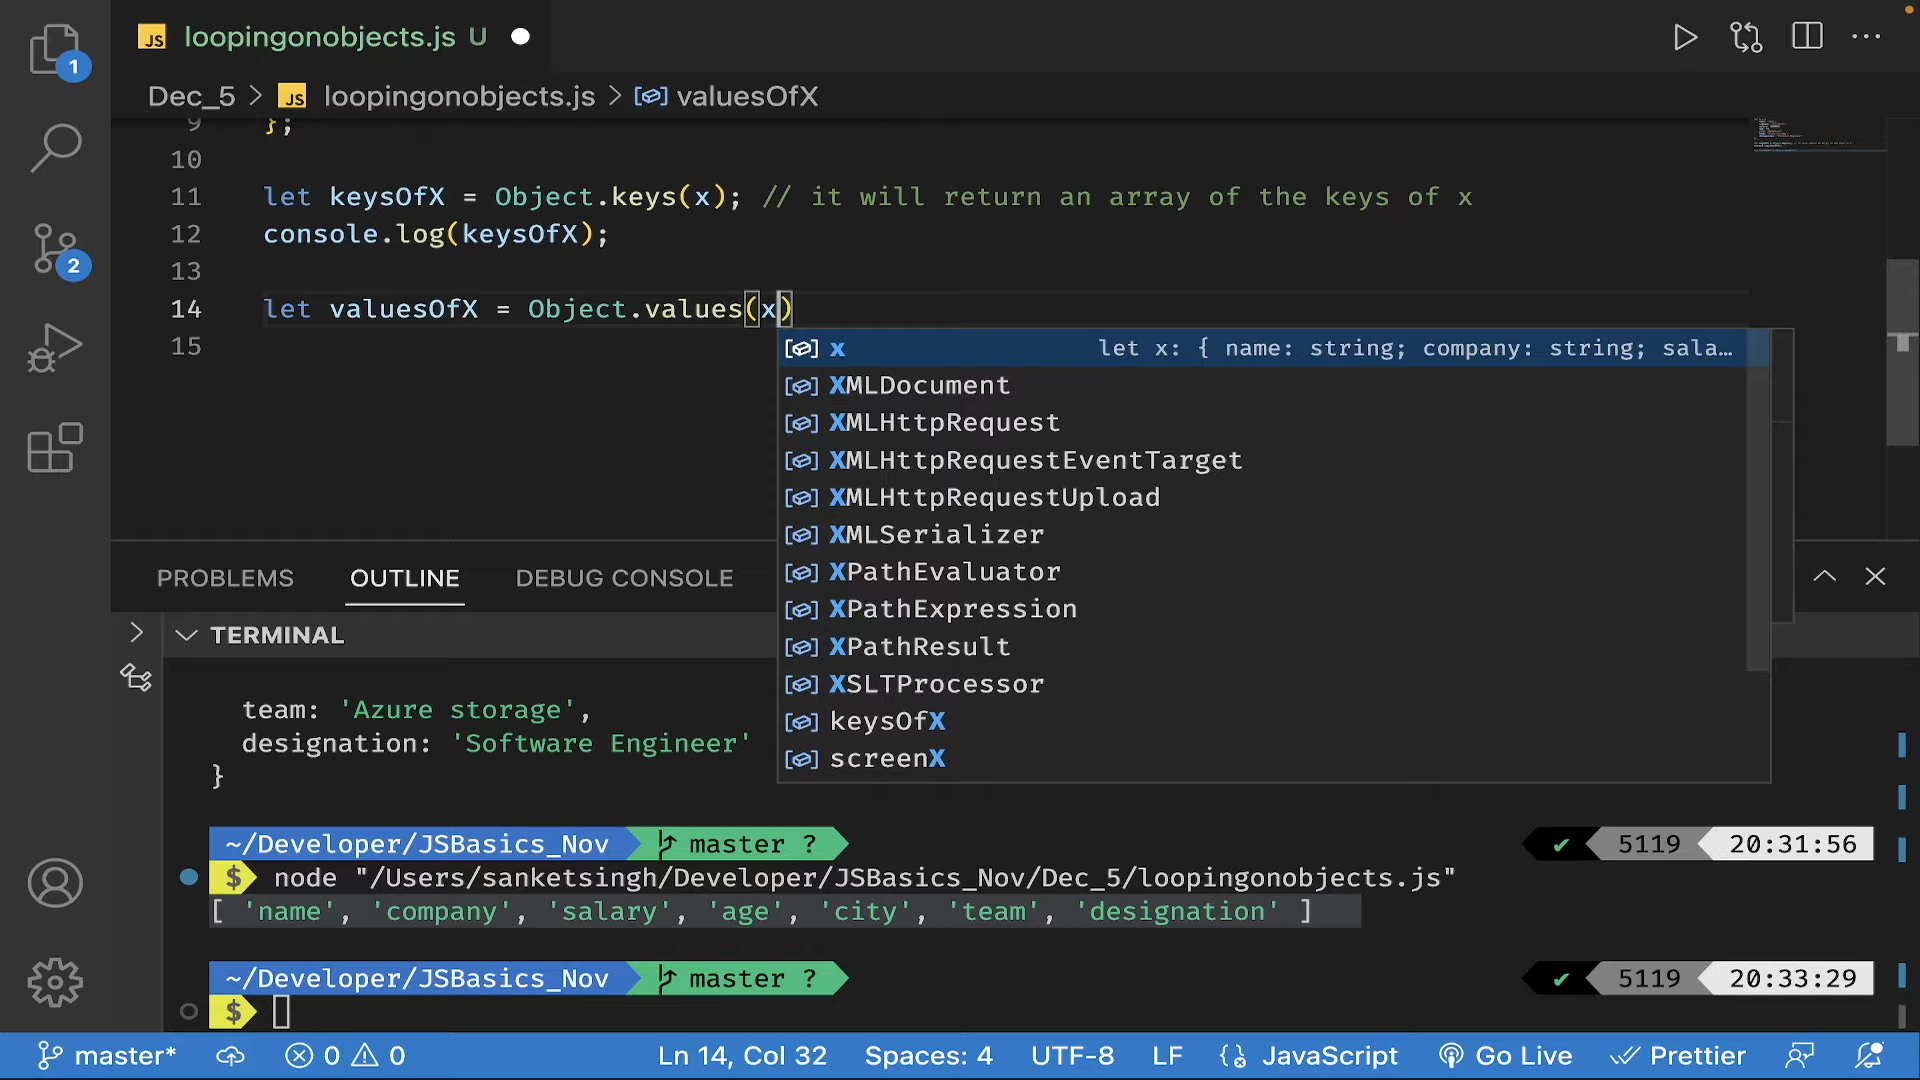 JS loopingonobjects.js U
Dec_5 > JS loopingonobjects.js > valuesOfX
1
2
9 };
10
11 let keysOfX = Object.keys(x); // it will return an array of the keys of x
12 console.log(keysOfX);
13
14 let valuesOfX = Object.values(x)
15
x let x: { name: string; company: string; sala…
XMLDocument
XMLHttpRequest
XMLHttpRequestEventTarget
XMLHttpRequestUpload
XMLSerializer
XPathEvaluator
XPathExpression
XPathResult
XSLTProcessor
keysOfX
screenX
PROBLEMS OUTLINE DEBUG CONSOLE
TERMINAL
team: 'Azure storage',
designation: 'Software Engineer'
}
~/Developer/JSBasics_Nov master ? ✔ 5119 20:31:56
$ node "/Users/sanketsingh/Developer/JSBasics_Nov/Dec_5/loopingonobjects.js"
[ 'name', 'company', 'salary', 'age', 'city', 'team', 'designation' ]
~/Developer/JSBasics_Nov master ? ✔ 5119 20:33:29
$
master* 0 0 Ln 14, Col 32 Spaces: 4 UTF-8 LF JavaScript Go Live Prettier